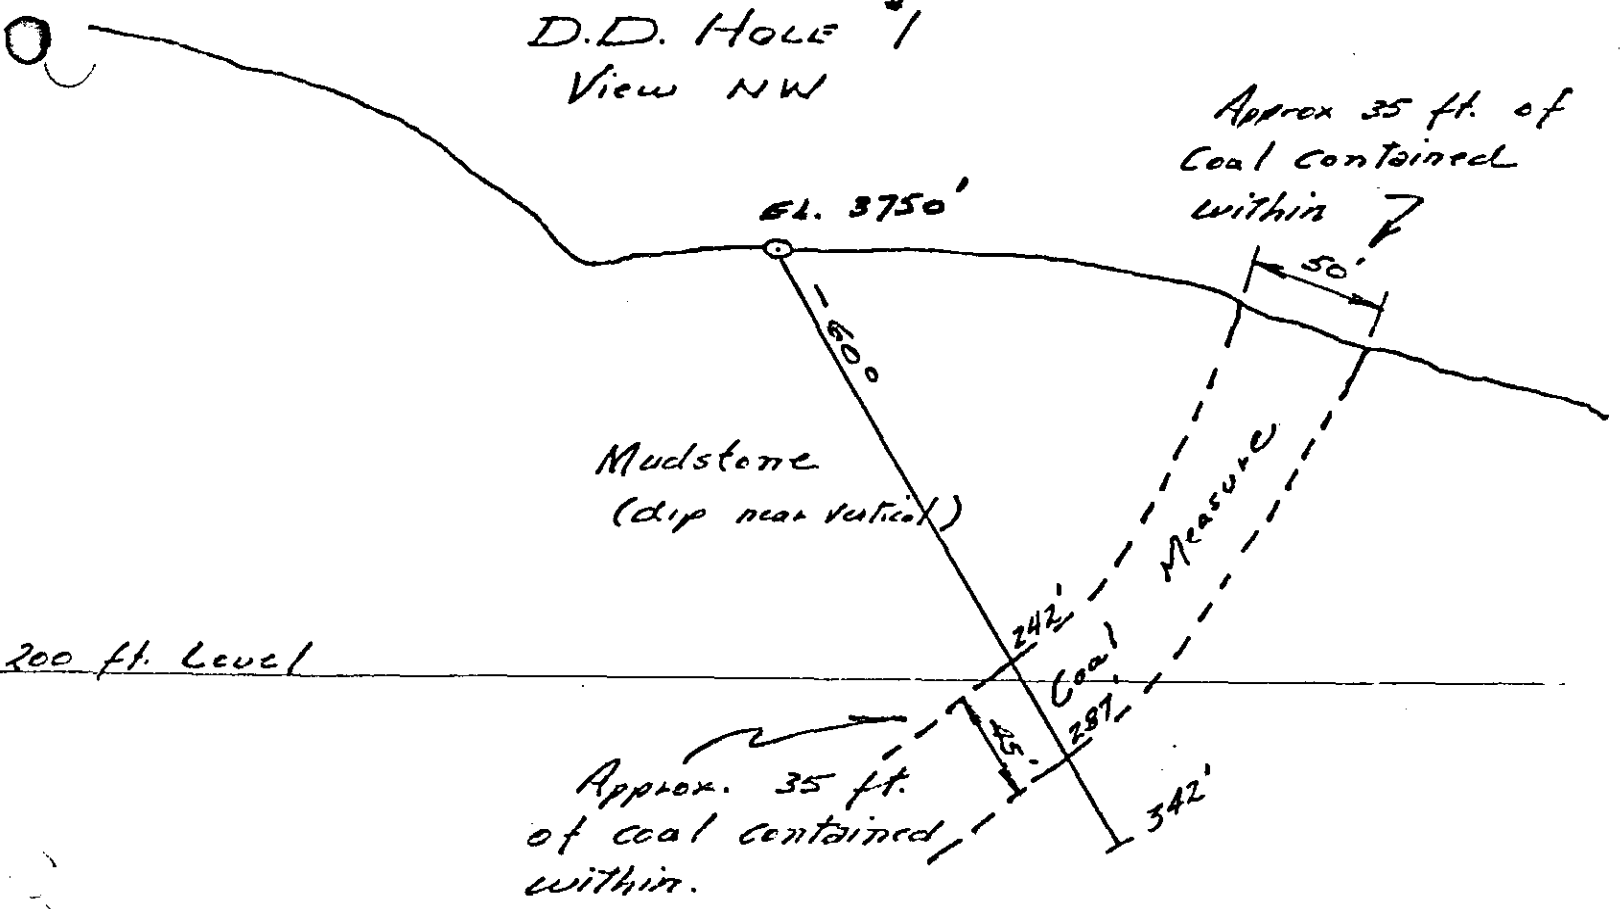 D.D. HOLE #1
View NW
Approx 35 ft. of
Coal contained
within
EL. 3750'
50'
-60°
Mudstone
(dip near vertical)
Coal Measure
242'
200 ft. Level
287'
45'
342'
Approx. 35 ft.
of coal contained
within.